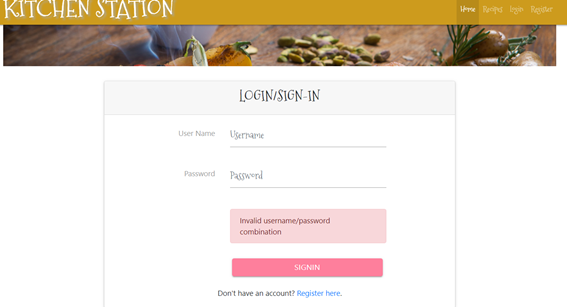 KITCHEN STATION
Home Recipes login Register
LOGIN/SIGN-IN
User Name Username
Password Password
Invalid username/password
combination
SIGNIN
Don't have an account? Register here.